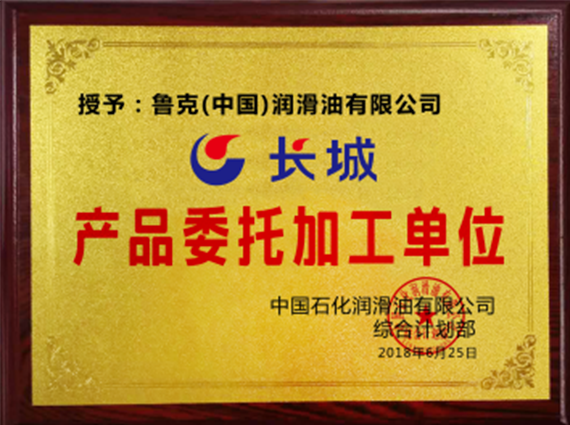 授予：鲁克(中国)润滑油有限公司
长城
产品委托加工单位
中国石化润滑油有限公司
综合计划部
2018年6月25日